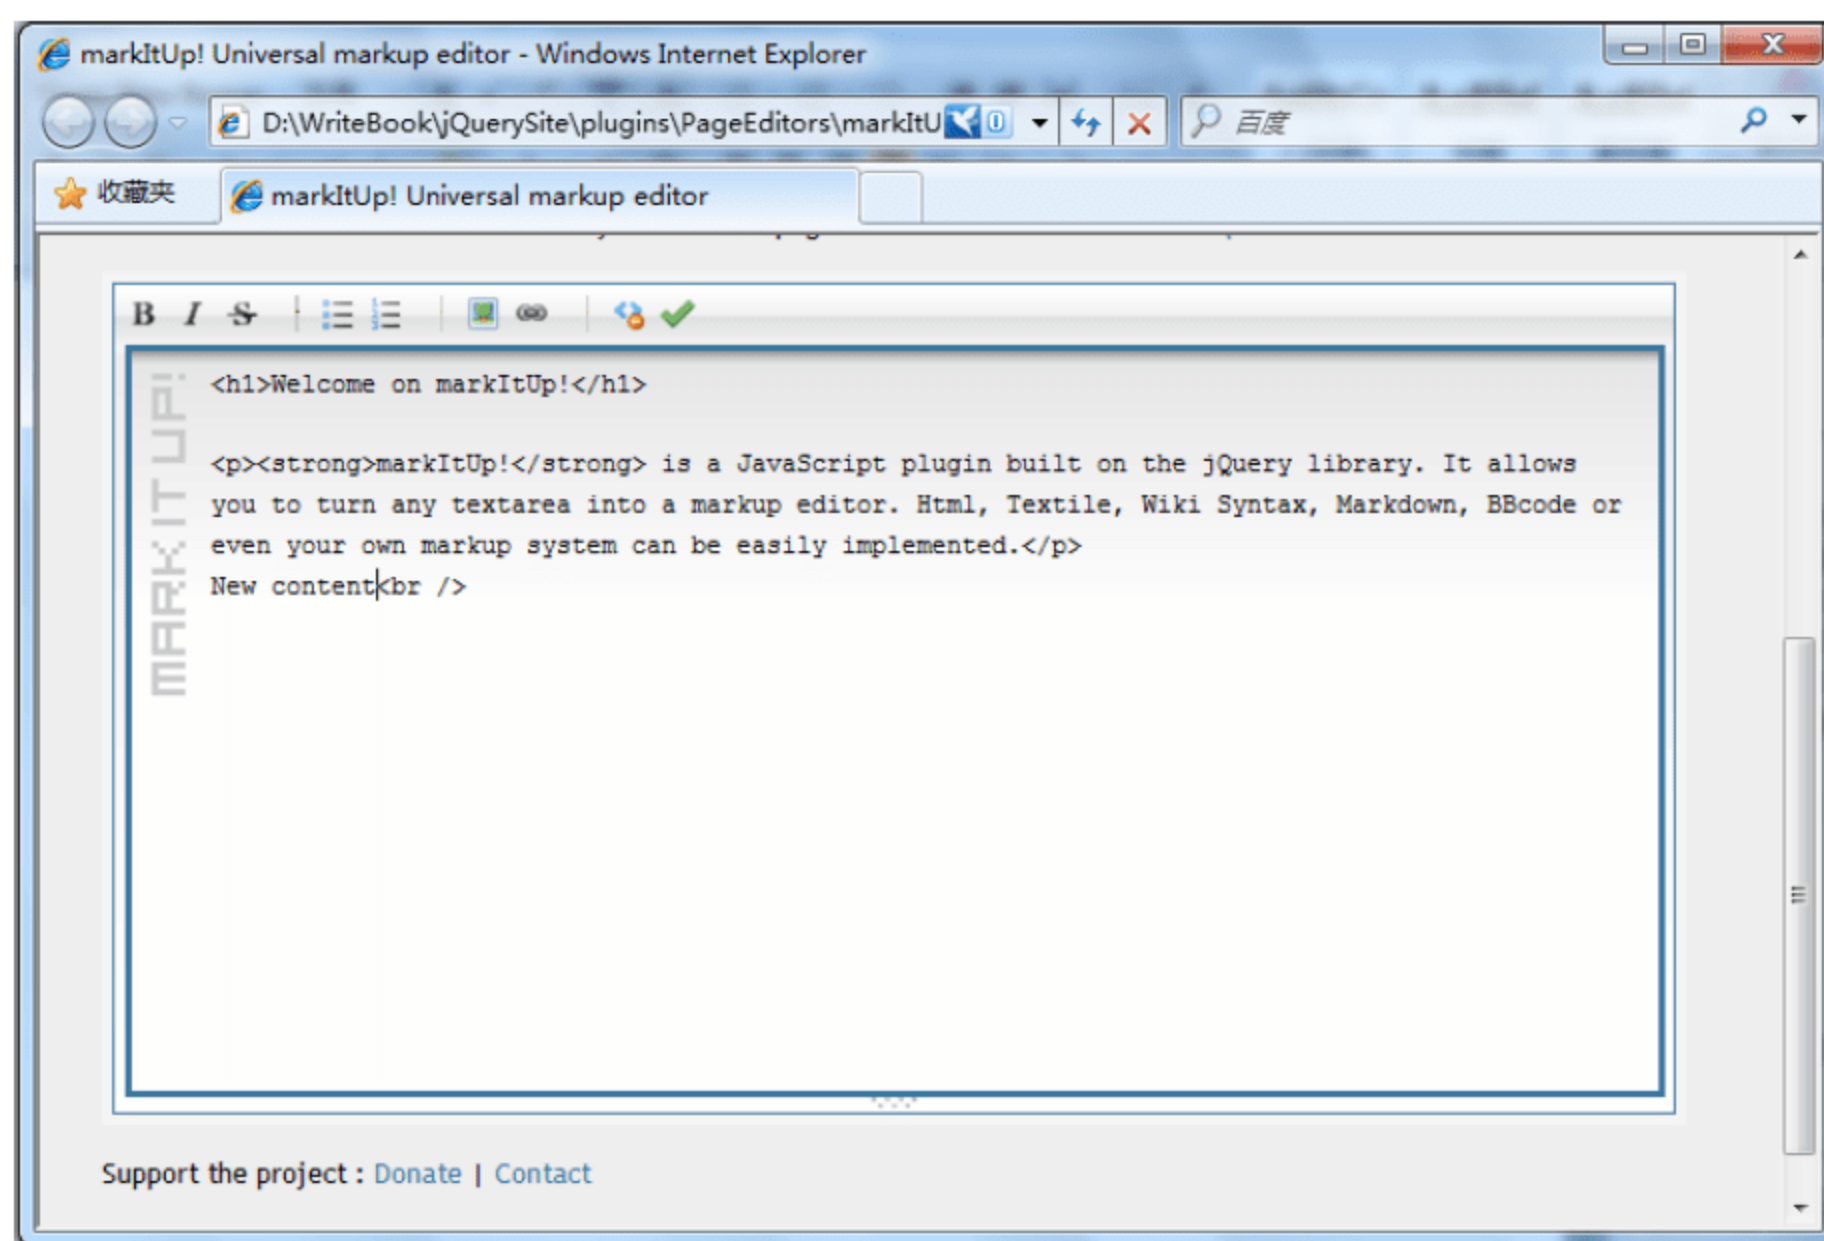 markItUp! Universal markup editor - Windows Internet Explorer
D:\WriteBook\jQuerySite\plugins\PageEditors\markItU 0 百度
收藏夹 markItUp! Universal markup editor
B I S
MARK IT UP!
<h1>Welcome on markItUp!</h1>
<p><strong>markItUp!</strong> is a JavaScript plugin built on the jQuery library. It allows
you to turn any textarea into a markup editor. Html, Textile, Wiki Syntax, Markdown, BBcode or
even your own markup system can be easily implemented.</p>
New content<br />
Support the project : Donate | Contact